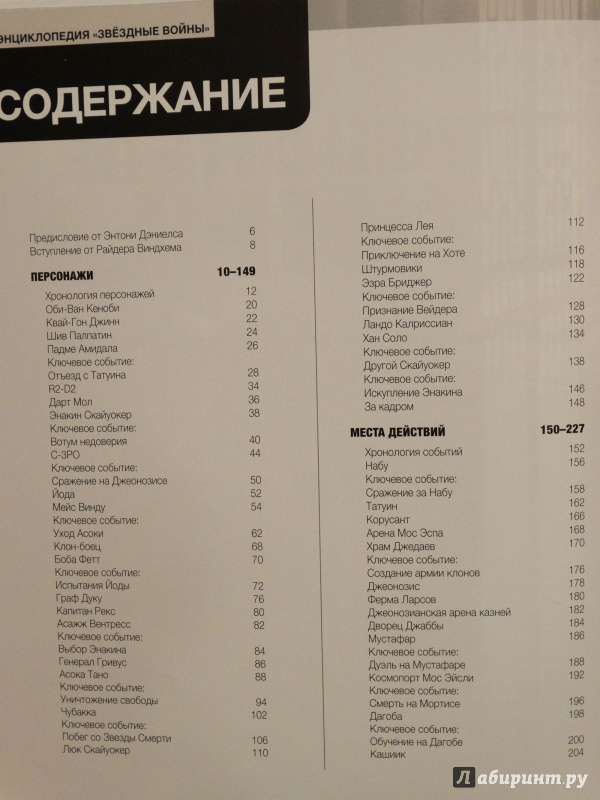 ЭНЦИКЛОПЕДИЯ «ЗВЁЗДНЫЕ ВОЙНЫ»
СОДЕРЖАНИЕ
Предисловие от Энтони Дэниелса 6
Вступление от Райдера Виндхема 8
ПЕРСОНАЖИ 10–149
Хронология персонажей 12
Оби-Ван Кеноби 20
Квай-Гон Джинн 22
Шив Палпатин 24
Падме Амидала 26
Ключевое событие:
Отъезд с Татуина 28
R2-D2 34
Дарт Мол 36
Энакин Скайуокер 38
Ключевое событие:
Вотум недоверия 40
C-3PO 44
Ключевое событие:
Сражение на Джеонозисе 50
Йода 52
Мейс Винду 54
Ключевое событие:
Уход Асоки 62
Клон-боец 68
Боба Фетт 70
Ключевое событие:
Испытания Йоды 72
Граф Дуку 76
Капитан Рекс 80
Асажж Вентресс 82
Ключевое событие:
Выбор Энакина 84
Генерал Гривус 86
Асока Тано 88
Ключевое событие:
Уничтожение свободы 94
Чубакка 102
Ключевое событие:
Побег со Звезды Смерти 106
Люк Скайуокер 110
Принцесса Лея 112
Ключевое событие:
Приключение на Хоте 116
Штурмовики 118
Эзра Бриджер 122
Ключевое событие:
Признание Вейдера 128
Ландо Калриссиан 130
Хан Соло 134
Ключевое событие:
Другой Скайуокер 138
Ключевое событие:
Искупление Энакина 146
За кадром 148
МЕСТА ДЕЙСТВИЙ 150–227
Хронология событий 152
Набу 156
Ключевое событие:
Сражение за Набу 158
Татуин 162
Корусант 166
Арена Мос Эспа 168
Храм Джедаев 170
Ключевое событие:
Создание армии клонов 176
Джеонозис 178
Ферма Ларсов 180
Джеонозианская арена казней 182
Дворец Джаббы 184
Мустафар 186
Ключевое событие:
Дуэль на Мустафаре 188
Космопорт Мос Эйсли 192
Ключевое событие:
Смерть на Мортисе 196
Дагоба 198
Ключевое событие:
Обучение на Дагобе 200
Кашиик 204
Лабиринт.ру